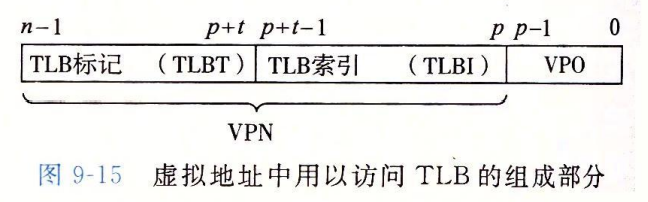 n-1 p+t p+t-1 p p-1 0
TLB标记 （TLBT） TLB索引 （TLBI） VPO
VPN
图 9-15 虚拟地址中用以访问 TLB 的组成部分